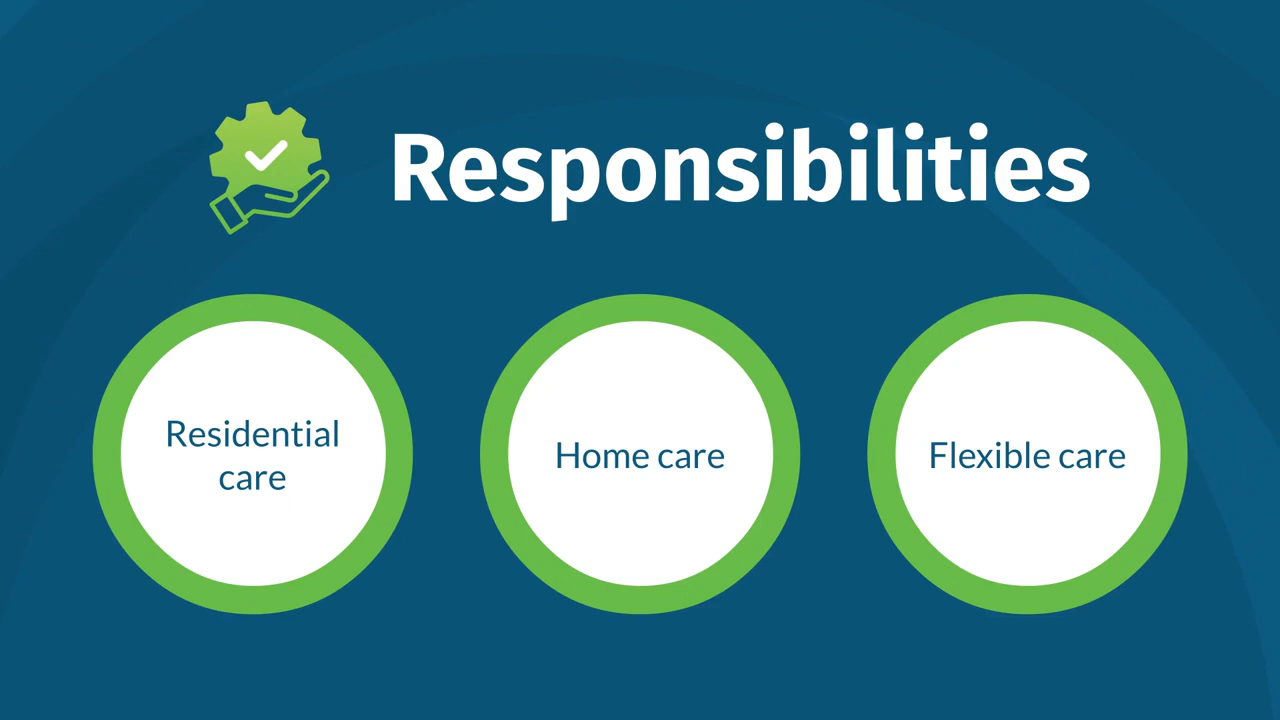 Responsibilities
Residential
care
Home care
Flexible care